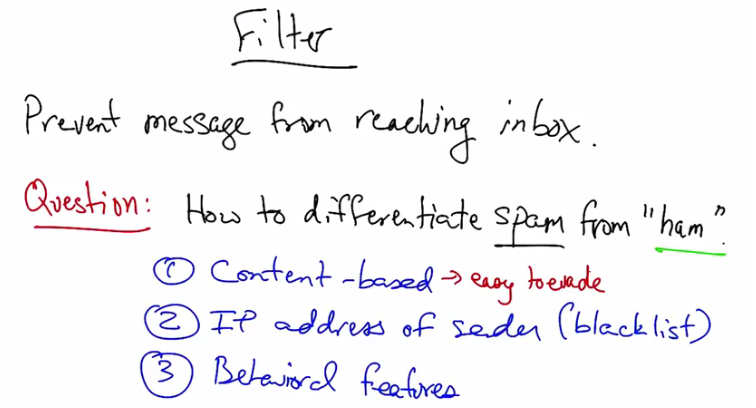 Filter
Prevent message from reaching inbox.
Question: How to differentiate spam from "ham".
① Content-based → easy to evade
② IP address of sender (blacklist)
③ Behavioral features